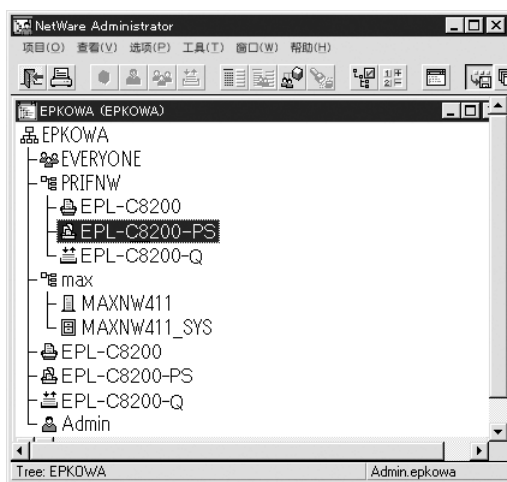 NetWare Administrator
项目(O) 查看(V) 选项(P) 工具(T) 窗口(W) 帮助(H)
EPKOWA (EPKOWA)
EPKOWA
EVERYONE
PRIFNW
EPL-C8200
EPL-C8200-PS
EPL-C8200-Q
max
MAXNW411
MAXNW411_SYS
EPL-C8200
EPL-C8200-PS
EPL-C8200-Q
Admin
Tree: EPKOWA Admin.epkowa